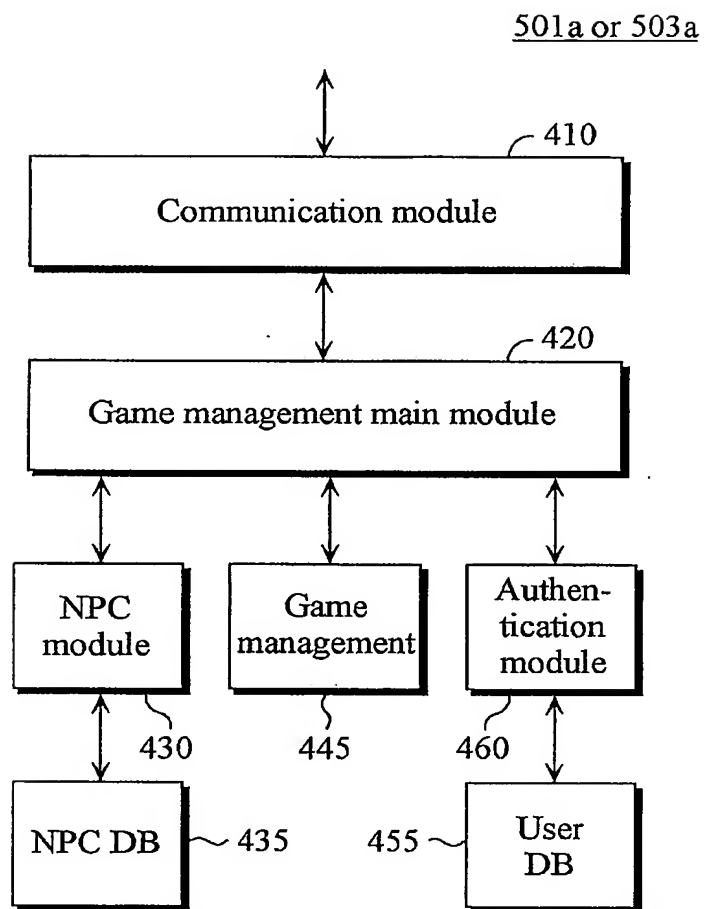 501a or 503a
410
Communication module
420
Game management main module
NPC
module
Game
management
Authen-
tication
module
430
445
460
NPC DB
435
455
User
DB